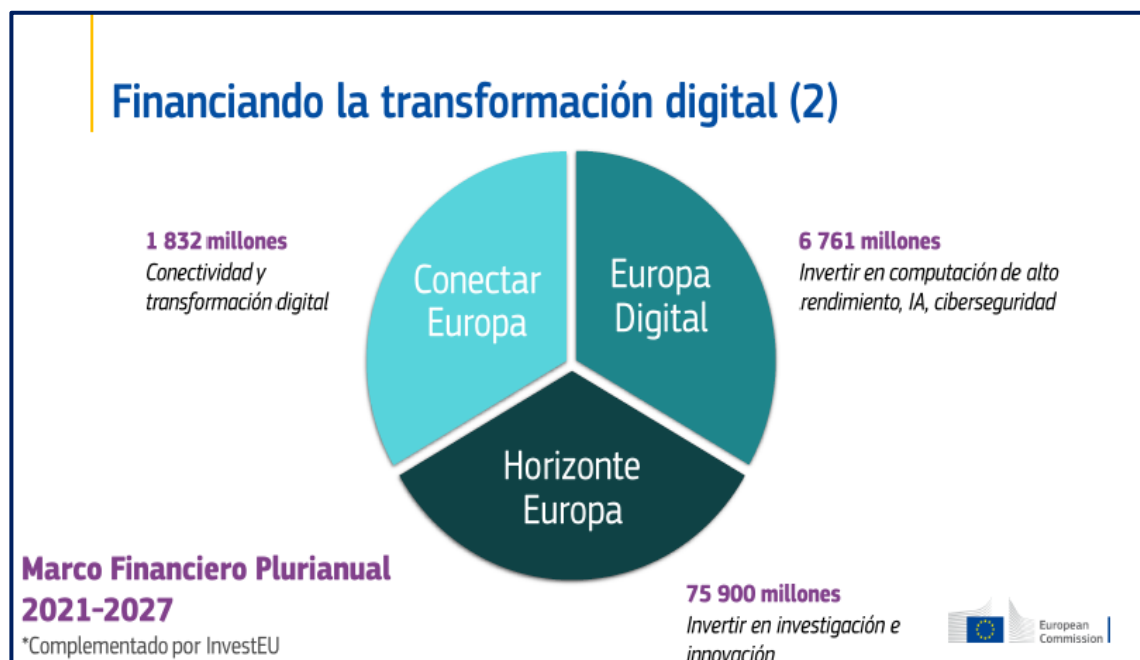 Financiando la transformación digital (2)
1 832 millones
Conectividad y
transformación digital
Conectar
Europa
Europa
Digital
6 761 millones
Invertir en computación de alto
rendimiento, IA, ciberseguridad
Horizonte
Europa
Marco Financiero Plurianual
2021-2027
*Complementado por InvestEU
75 900 millones
Invertir en investigación e
innovación
European
Commission